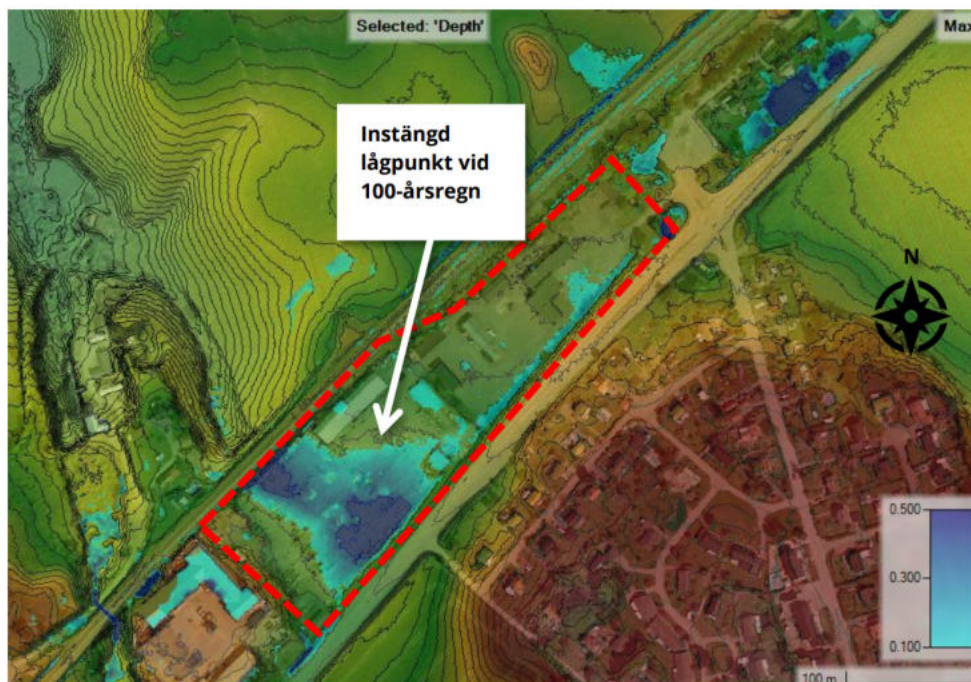 Selected: 'Depth'
Max
Instängd
lågpunkt vid
100-årsregn
N
0.500
0.300
0.100
100 m